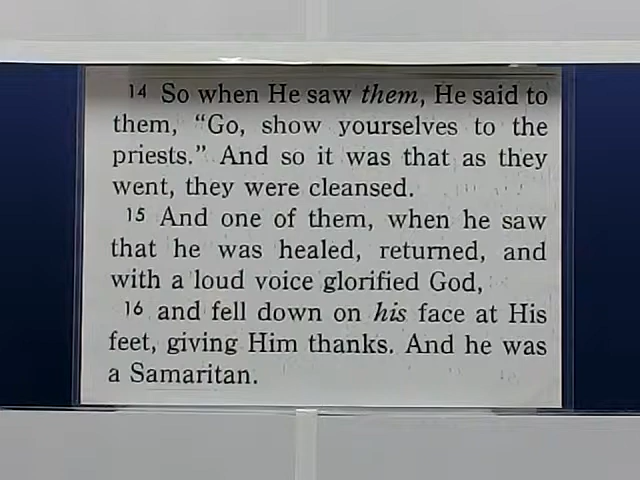 14 So when He saw them, He said to
them, “Go, show yourselves to the
priests.” And so it was that as they
went, they were cleansed.
15 And one of them, when he saw
that he was healed, returned, and
with a loud voice glorified God,
16 and fell down on his face at His
feet, giving Him thanks. And he was
a Samaritan.